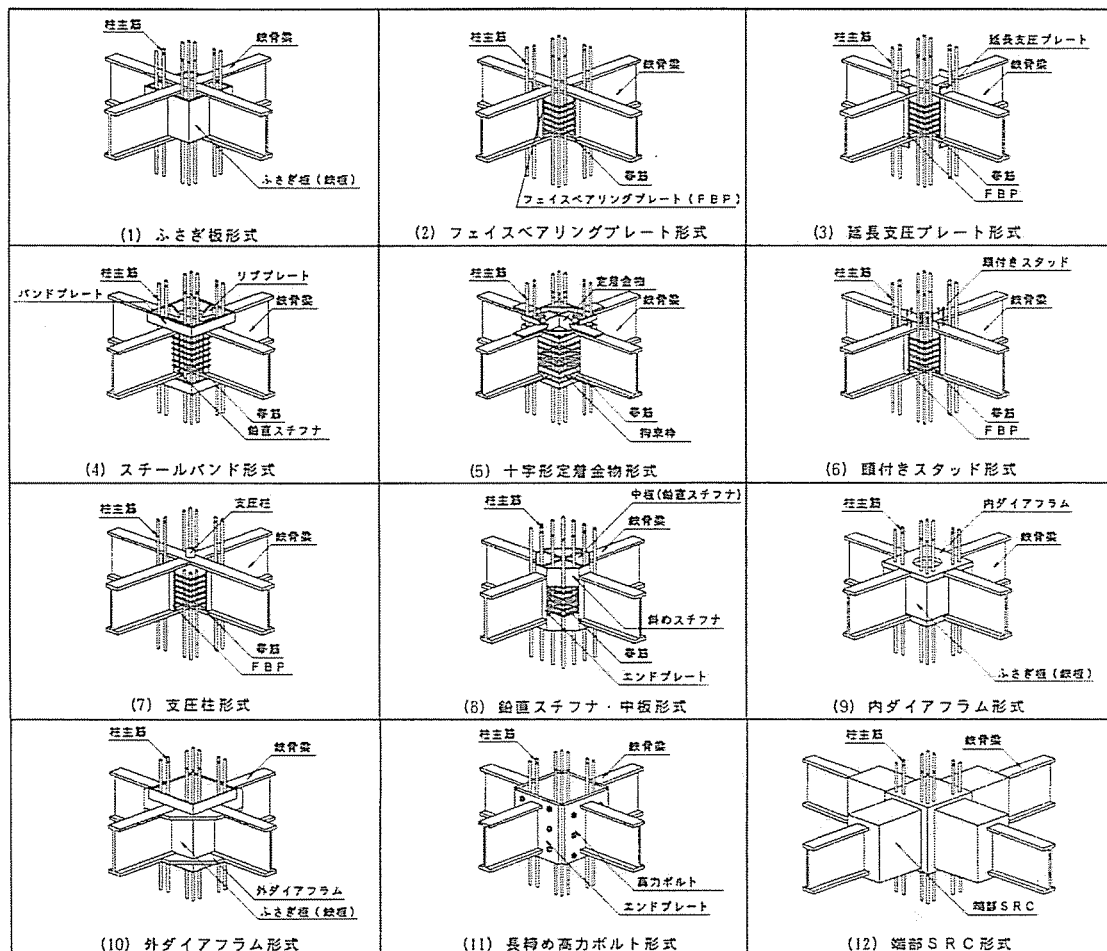 柱主筋
鉄骨梁
ふさぎ板(鉄板)
(1) ふさぎ板形式
柱主筋
鉄骨梁
帯筋
フェイスベアリングプレート(FBP)
(2) フェイスベアリングプレート形式
柱主筋
延長支圧プレート
鉄骨梁
帯筋
FBP
(3) 延長支圧プレート形式
柱主筋
リブプレート
バンドプレート
鉄骨梁
帯筋
鉛直スチフナ
(4) スチールバンド形式
柱主筋
定着金物
鉄骨梁
帯筋
拘束枠
(5) 十字形定着金物形式
柱主筋
頭付きスタッド
鉄骨梁
帯筋
FBP
(6) 頭付きスタッド形式
柱主筋
支圧柱
鉄骨梁
帯筋
FBP
(7) 支圧柱形式
中板(鉛直スチフナ)
柱主筋
鉄骨梁
斜めスチフナ
帯筋
エンドプレート
(8)鉛直スチフナ・中板形式
柱主筋
内ダイアフラム
鉄骨梁
ふさぎ板(鉄板)
(9) 内ダイアフラム形式
柱主筋
鉄骨梁
外ダイアフラム
ふさぎ板(鉄板)
(10) 外ダイアフラム形式
柱主筋
鉄骨梁
高力ボルト
エンドプレート
(11) 長締め高力ボルト形式
柱主筋
鉄骨梁
端部SRC
(12) 端部SRC形式